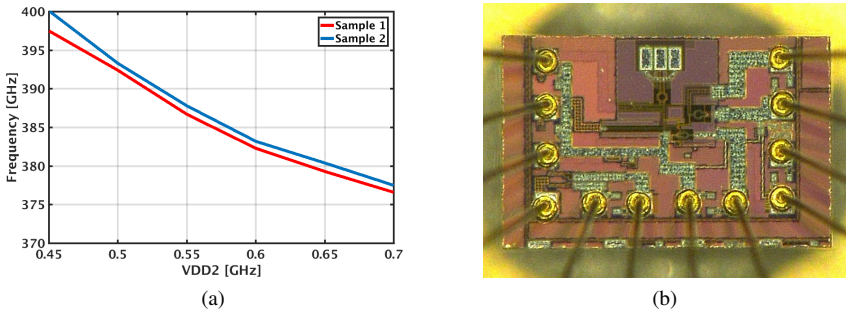 400
395
390
385
380
375
370
Frequency [GHz]
Sample 1
Sample 2
0.45
0.5
0.55
0.6
0.65
0.7
VDD2 [GHz]
(a)
(b)